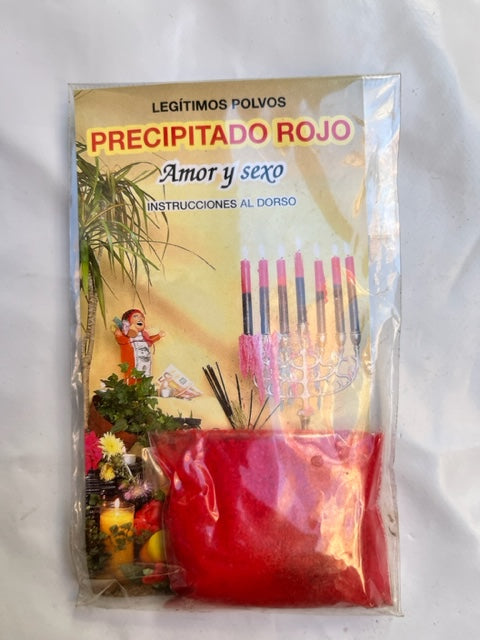 LEGÍTIMOS POLVOS
PRECIPITADO ROJO
Amor y sexo
INSTRUCCIONES AL DORSO